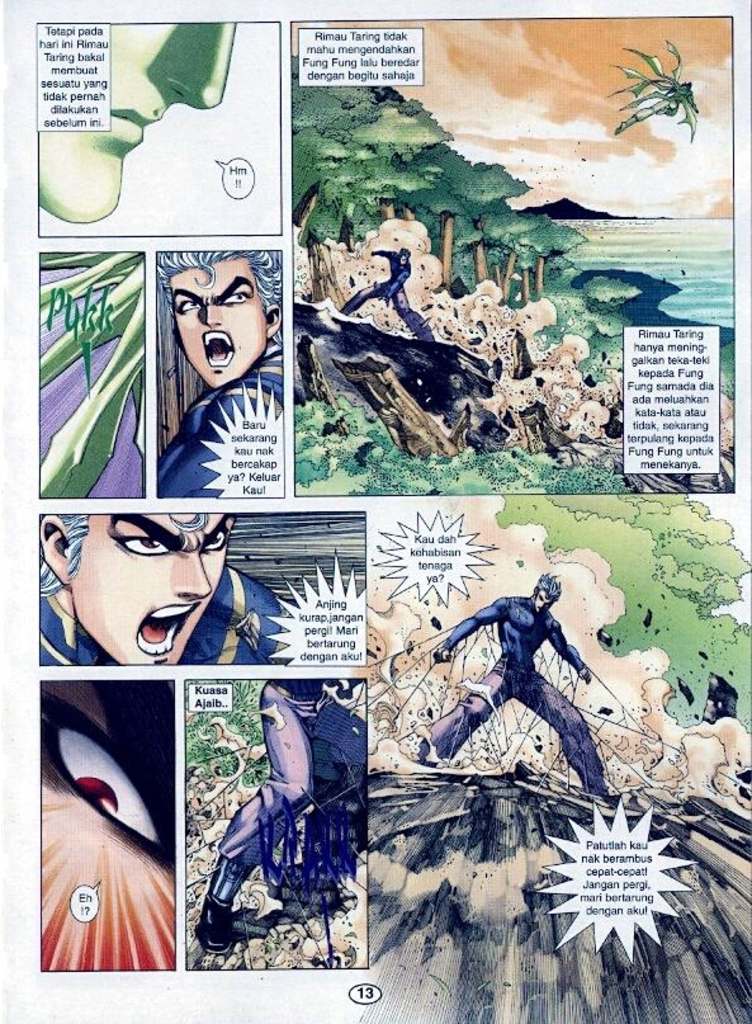 Tetapi pada
hari ini Rimau
Taring bakal
membuat
sesuatu yang
tidak pernah
dilakukan
sebelum ini.
Hm
!!
Rimau Taring tidak
mahu mengendahkan
Fung Fung lalu beredar
dengan begitu sahaja
Rimau Taring
hanya mening-
galkan teka-teki
kepada Fung
Fung samada dia
ada meluahkan
kata-kata atau
tidak, sekarang
terpulang kepada
Fung Fung untuk
menekanya.
Pykk
Baru
sekarang
kau nak
bercakap
ya? Keluar
Kau!
Anjing
kurap,jangan
pergi! Mari
bertarung
dengan aku!
Kau dah
kehabisan
tenaga
ya?
Eh
!?
Kuasa
Ajaib..
Patutlah kau
nak berambus
cepat-cepat!
Jangan pergi,
mari bertarung
dengan aku!
13